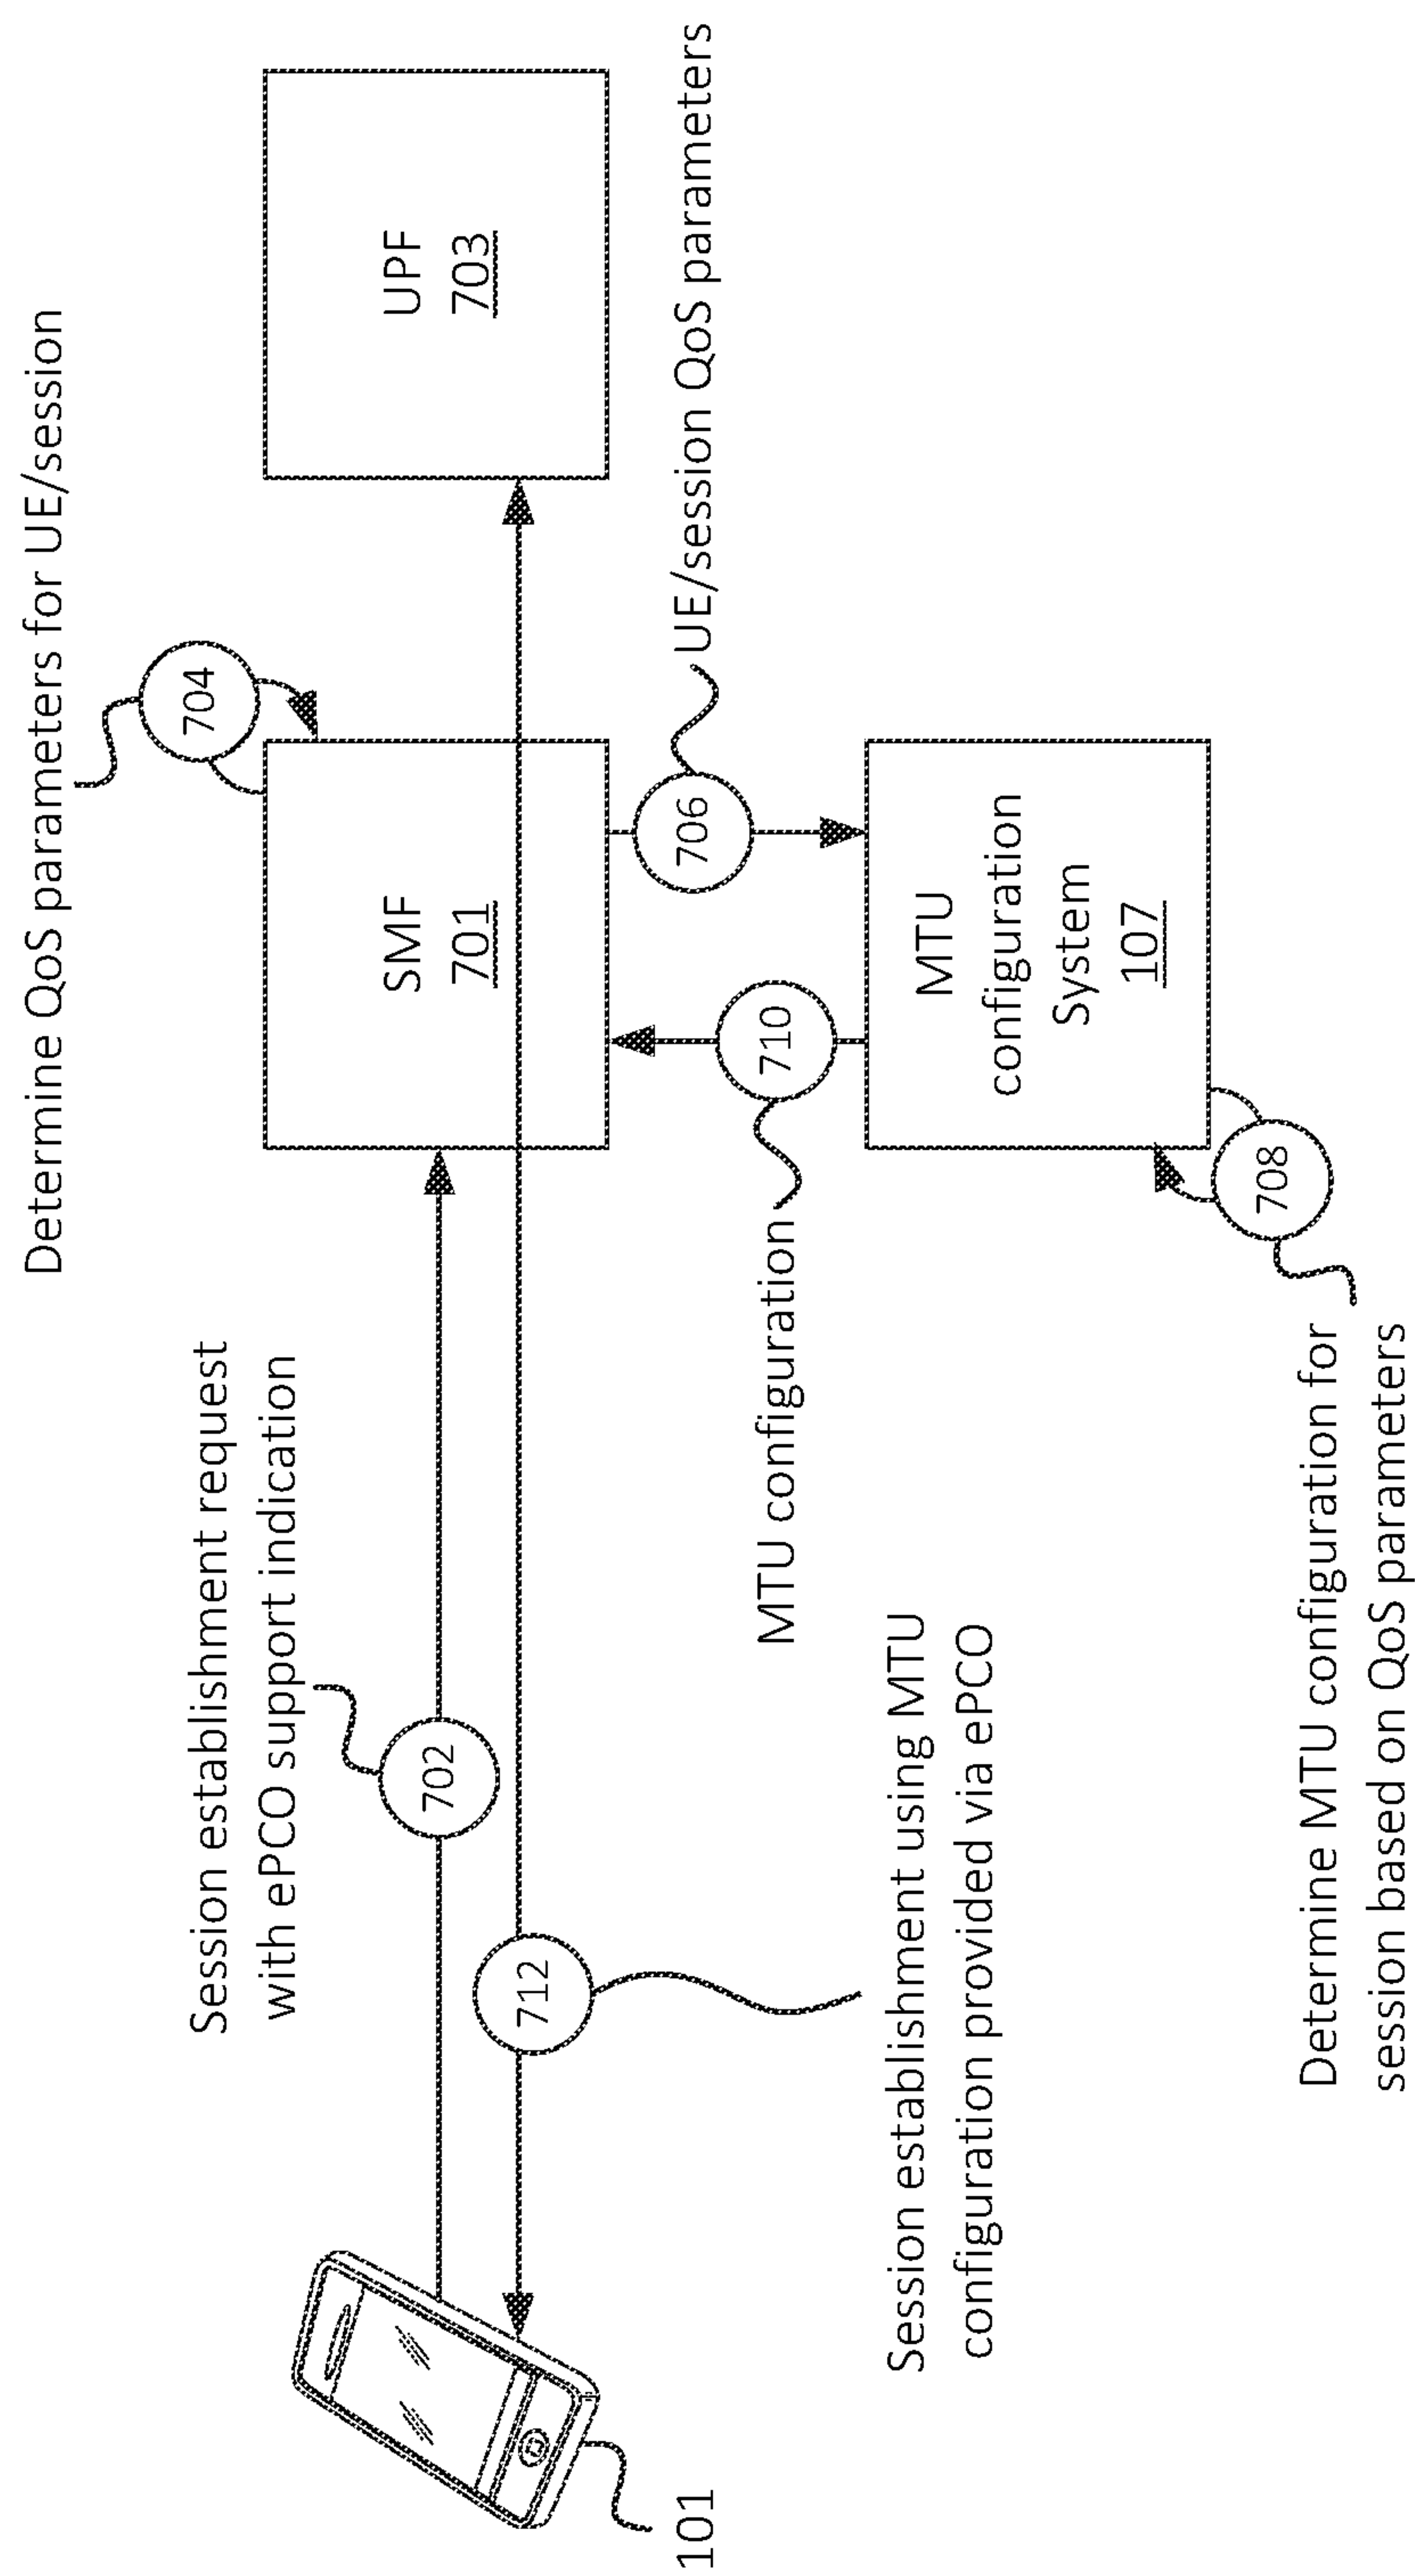 Determine QoS parameters for UE/session
704
Session establishment request
with ePCO support indication
702
SMF
701
UPF
703
712
706
UE/session QoS parameters
710
MTU configuration
Session establishment using MTU
configuration provided via ePCO
101
MTU
configuration
System
107
708
Determine MTU configuration for
session based on QoS parameters